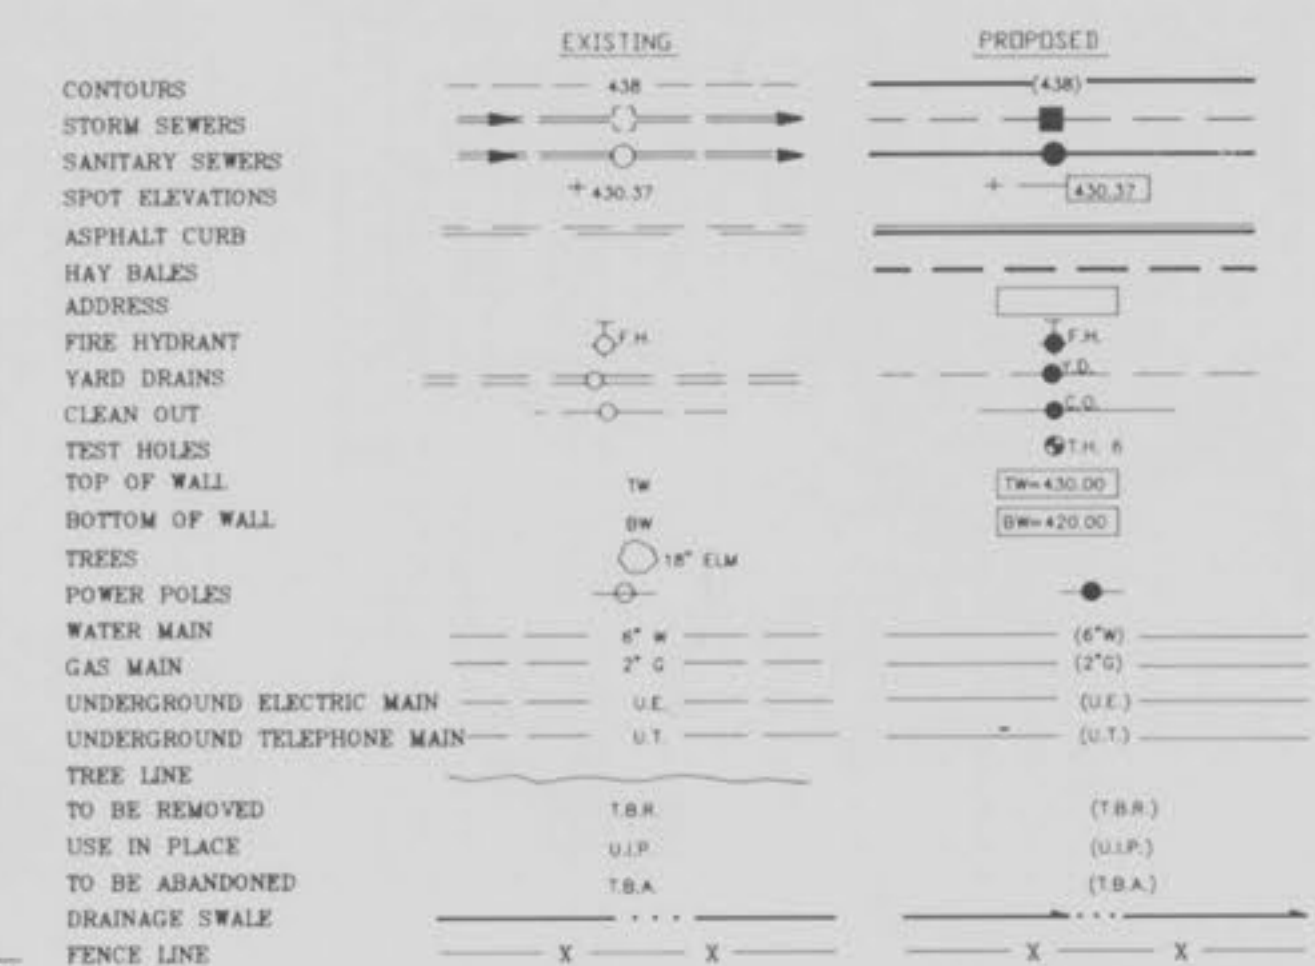 EXISTING PROPOSED
CONTOURS 438 (438)
STORM SEWERS
SANITARY SEWERS
SPOT ELEVATIONS + 430.37 + 430.37
ASPHALT CURB
HAY BALES
ADDRESS
FIRE HYDRANT F.H. F.H.
YARD DRAINS Y.D.
CLEAN OUT C.O.
TEST HOLES T.H. 6
TOP OF WALL TW TW=430.00
BOTTOM OF WALL BW BW=420.00
TREES 18" ELM
POWER POLES
WATER MAIN 6" W (6"W)
GAS MAIN 2" G (2"G)
UNDERGROUND ELECTRIC MAIN U.E. (U.E.)
UNDERGROUND TELEPHONE MAIN U.T. (U.T.)
TREE LINE
TO BE REMOVED T.B.R. (T.B.R.)
USE IN PLACE U.I.P. (U.I.P.)
TO BE ABANDONED T.B.A. (T.B.A.)
DRAINAGE SWALE
FENCE LINE X X X X